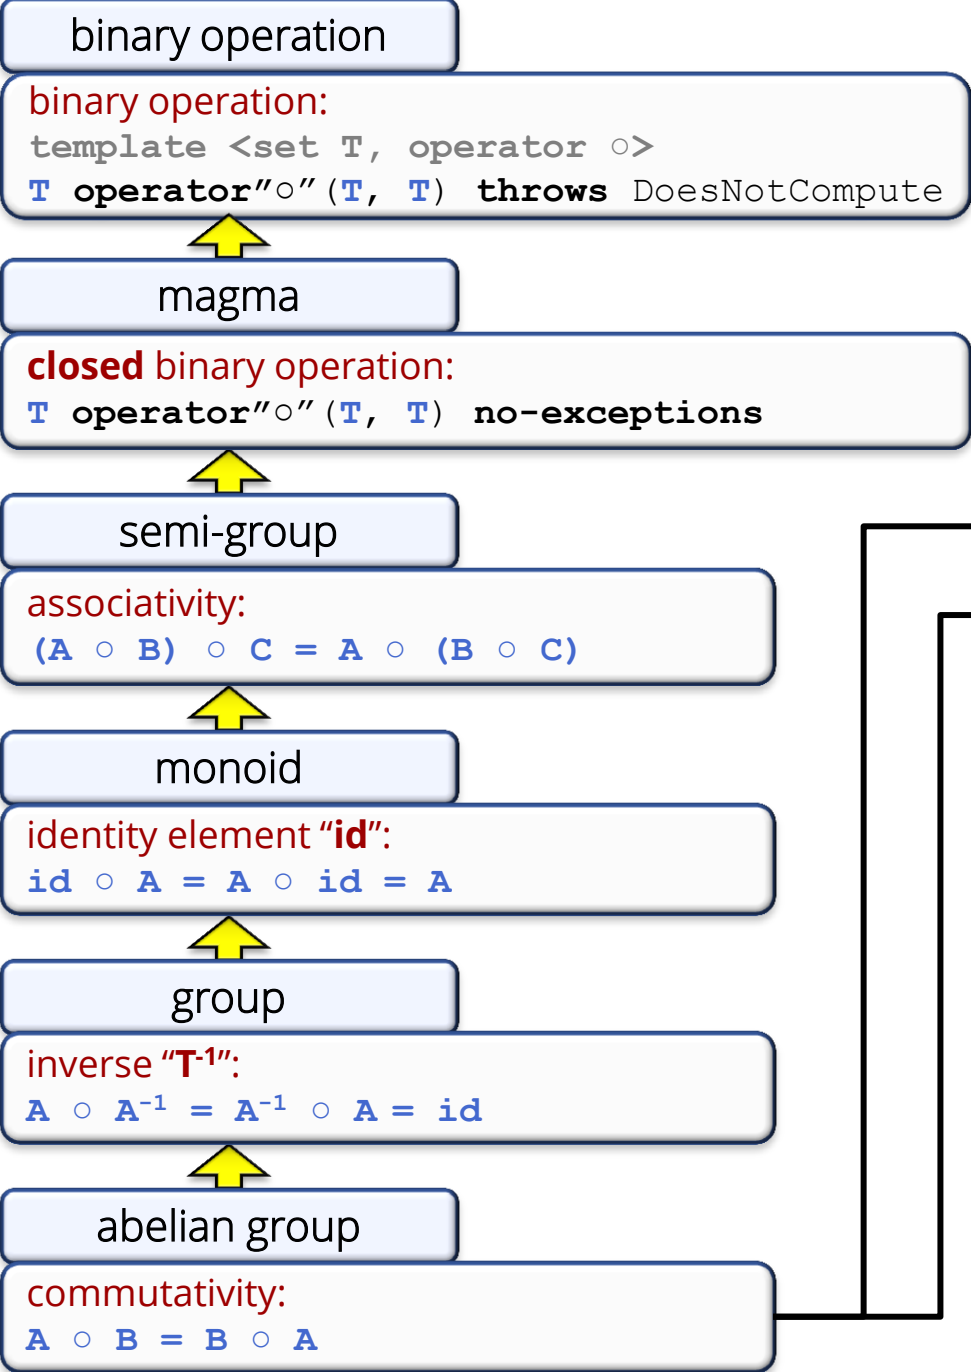 binary operation
binary operation:
template <set T, operator ○>
T operator”○”(T, T) throws DoesNotCompute
magma
closed binary operation:
T operator”○”(T, T) no-exceptions
semi-group
associativity:
(A ○ B) ○ C = A ○ (B ○ C)
monoid
identity element “id”:
id ○ A = A ○ id = A
group
inverse “T⁻¹”:
A ○ A⁻¹ = A⁻¹ ○ A = id
abelian group
commutativity:
A ○ B = B ○ A